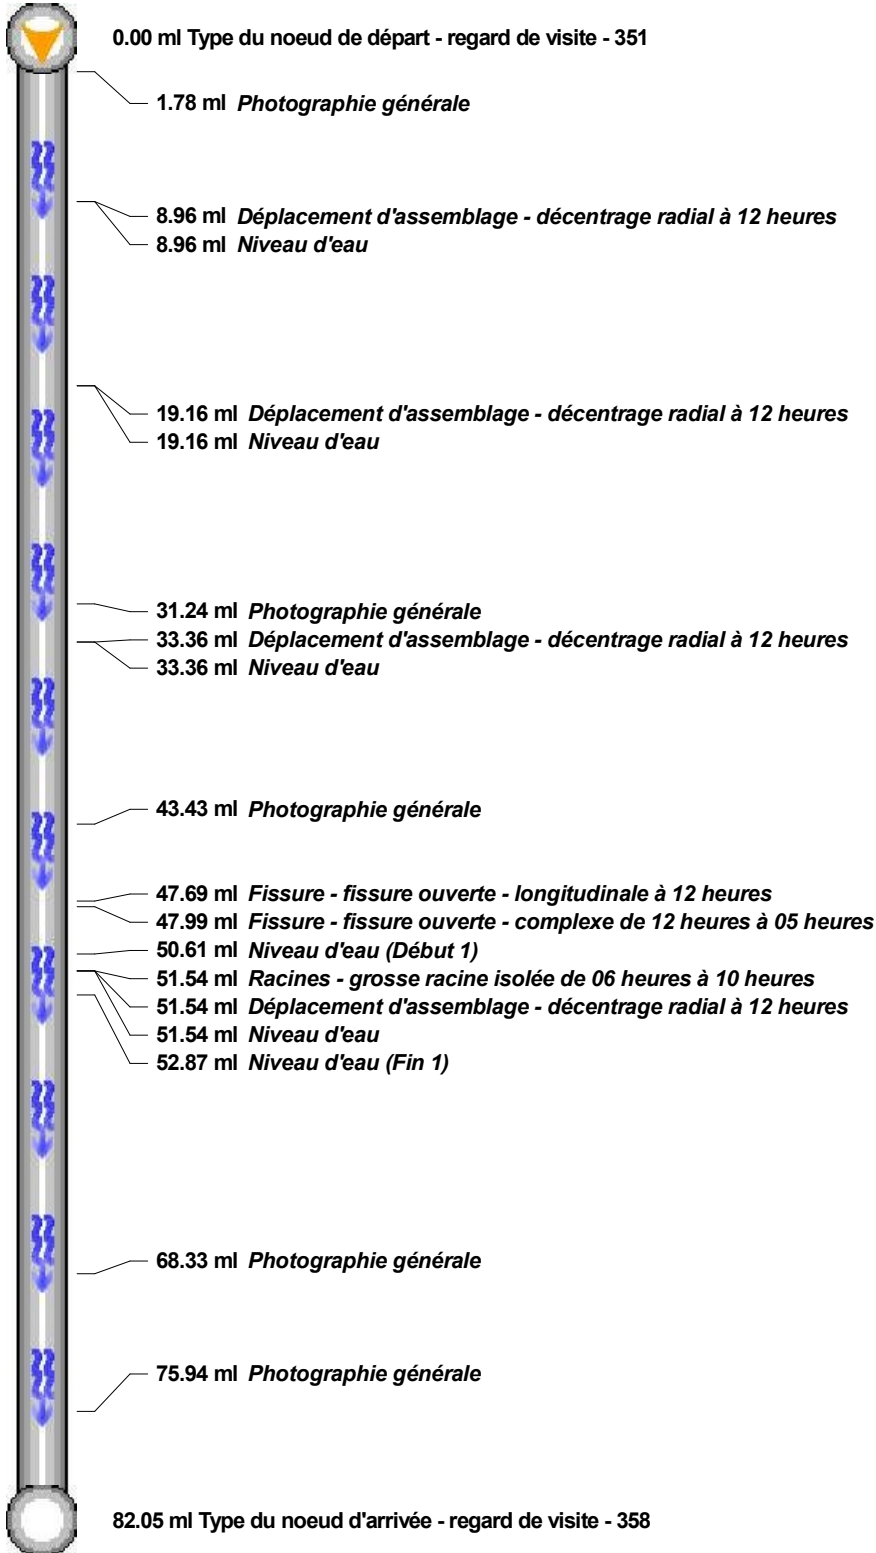 0.00 ml Type du noeud de départ - regard de visite - 351
1.78 ml Photographie générale
8.96 ml Déplacement d'assemblage - décentrage radial à 12 heures
8.96 ml Niveau d'eau
19.16 ml Déplacement d'assemblage - décentrage radial à 12 heures
19.16 ml Niveau d'eau
31.24 ml Photographie générale
33.36 ml Déplacement d'assemblage - décentrage radial à 12 heures
33.36 ml Niveau d'eau
43.43 ml Photographie générale
47.69 ml Fissure - fissure ouverte - longitudinale à 12 heures
47.99 ml Fissure - fissure ouverte - complexe de 12 heures à 05 heures
50.61 ml Niveau d'eau (Début 1)
51.54 ml Racines - grosse racine isolée de 06 heures à 10 heures
51.54 ml Déplacement d'assemblage - décentrage radial à 12 heures
51.54 ml Niveau d'eau
52.87 ml Niveau d'eau (Fin 1)
68.33 ml Photographie générale
75.94 ml Photographie générale
82.05 ml Type du noeud d'arrivée - regard de visite - 358